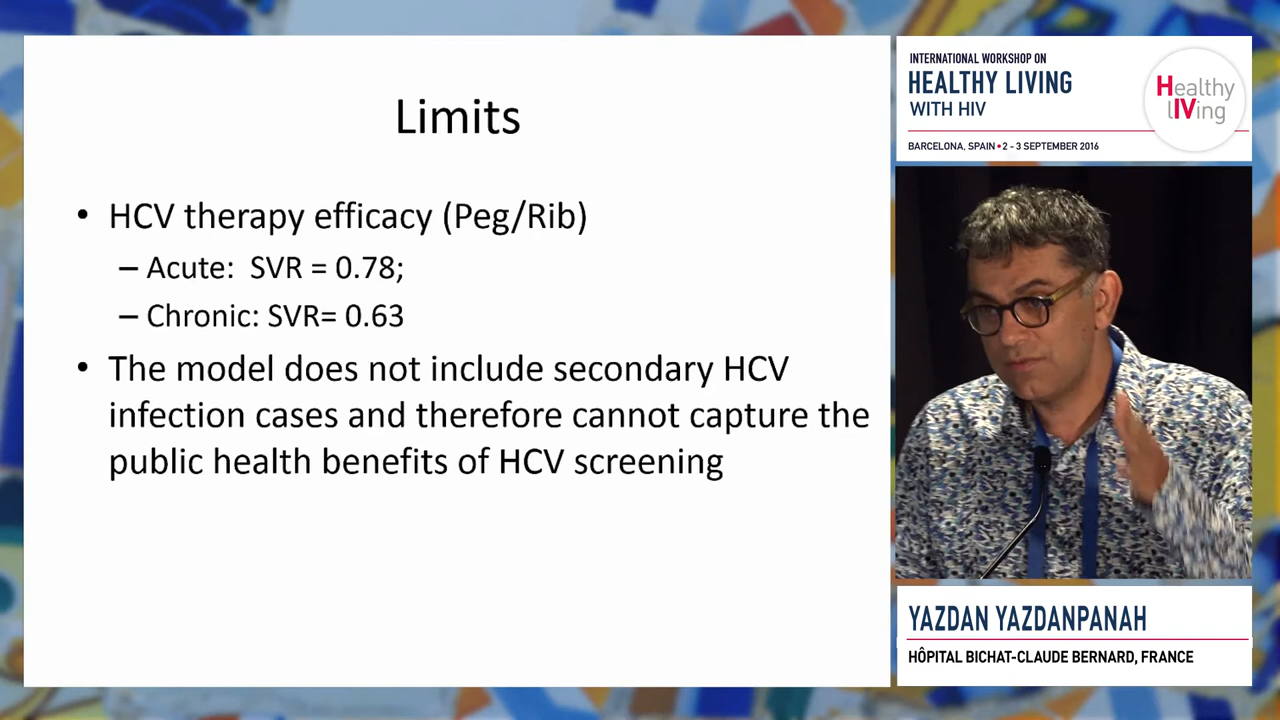 Limits
• HCV therapy efficacy (Peg/Rib)
– Acute: SVR = 0.78;
– Chronic: SVR= 0.63
• The model does not include secondary HCV
infection cases and therefore cannot capture the
public health benefits of HCV screening
INTERNATIONAL WORKSHOP ON
HEALTHY LIVING
WITH HIV
Healthy
lIVing
BARCELONA, SPAIN • 2 - 3 SEPTEMBER 2016
YAZDAN YAZDANPANAH
HÔPITAL BICHAT-CLAUDE BERNARD, FRANCE